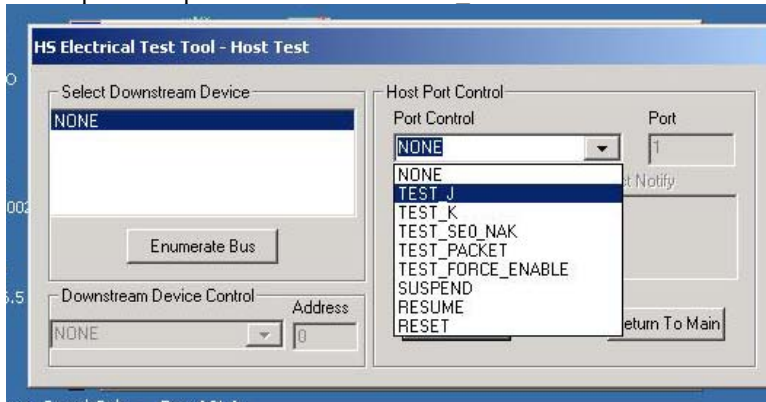 HS Electrical Test Tool - Host Test
Select Downstream Device
NONE
Enumerate Bus
Downstream Device Control
Address
NONE
0
Host Port Control
Port Control
Port
NONE
1
NONE
TEST_J
TEST_K
TEST_SE0_NAK
TEST_PACKET
TEST_FORCE_ENABLE
SUSPEND
RESUME
RESET
Notify
To Main